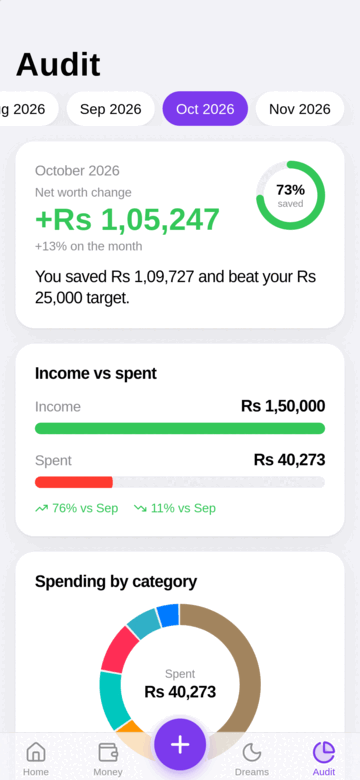 Audit
g 2026
Sep 2026
Oct 2026
Nov 2026
October 2026
Net worth change
+Rs 1,05,247
+13% on the month
73%
saved
You saved Rs 1,09,727 and beat your Rs
25,000 target.
Income vs spent
Income Rs 1,50,000
Spent Rs 40,273
76% vs Sep 11% vs Sep
Spending by category
Spent
Rs 40,273
+
Home
Money
Dreams
Audit